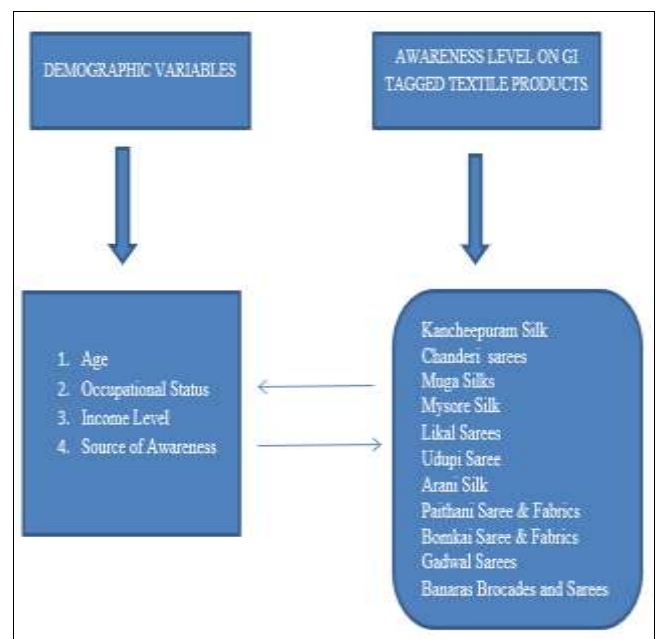 DEMOGRAPHIC VARIABLES
AWARENESS LEVEL ON GI
TAGGED TEXTILE PRODUCTS
1. Age
2. Occupational Status
3. Income Level
4. Source of Awareness
Kancheepuram Silk
Chanderi sarees
Muga Silks
Mysore Silk
Likal Sarees
Udupi Saree
Arani Silk
Paithani Saree & Fabrics
Bomkai Saree & Fabrics
Gadwal Sarees
Banaras Brocades and Sarees